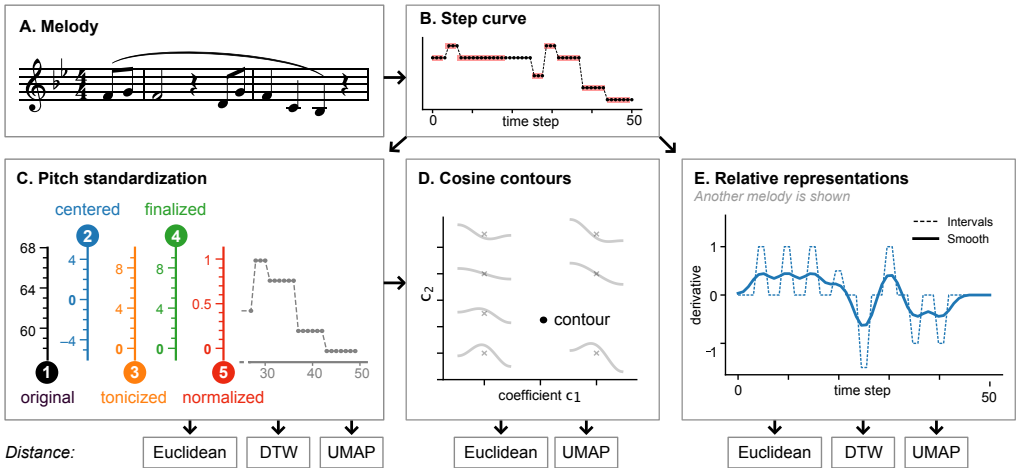 A. Melody
4
4
B. Step curve
0
time step
50
C. Pitch standardization
centered
finalized
2
4
68
64
60
4
0
−4
8
4
0
8
4
0
1
0.5
0
30
40
50
1
3
5
original
tonicized
normalized
D. Cosine contours
c2
contour
coefficient c1
E. Relative representations
Another melody is shown
Intervals
Smooth
derivative
1
0
−1
0
time step
50
Distance:
Euclidean
DTW
UMAP
Euclidean
UMAP
Euclidean
DTW
UMAP